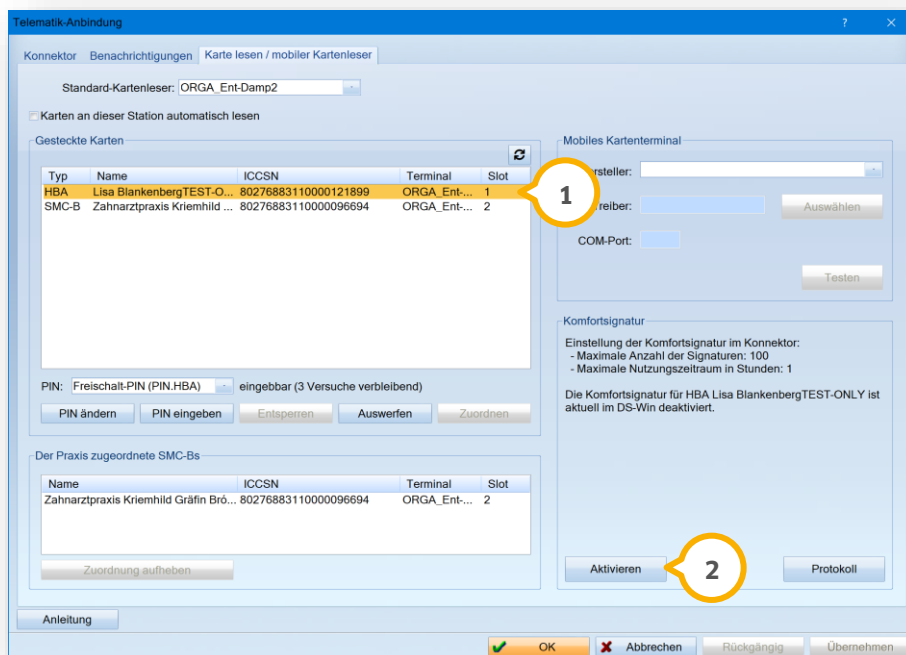 Telematik-Anbindung ? ×
Konnektor Benachrichtigungen Karte lesen / mobiler Kartenleser
Standard-Kartenleser: ORGA_Ent-Damp2
Karten an dieser Station automatisch lesen
Gesteckte Karten
Typ Name ICCSN Terminal Slot
HBA Lisa BlankenbergTEST-O... 80276883110000121899 ORGA_Ent-... 1
SMC-B Zahnarztpraxis Kriemhild ... 80276883110000096694 ORGA_Ent-... 2
1
PIN: Freischalt-PIN (PIN.HBA) eingebbar (3 Versuche verbleibend)
PIN ändern PIN eingeben Entsperren Auswerfen Zuordnen
Der Praxis zugeordnete SMC-Bs
Name ICCSN Terminal Slot
Zahnarztpraxis Kriemhild Gräfin Bró... 80276883110000096694 ORGA_Ent-... 2
Zuordnung aufheben
Mobiles Kartenterminal
ersteller:
reiber: Auswählen
COM-Port:
Testen
Komfortsignatur
Einstellung der Komfortsignatur im Konnektor:
- Maximale Anzahl der Signaturen: 100
- Maximale Nutzungszeitraum in Stunden: 1
Die Komfortsignatur für HBA Lisa BlankenbergTEST-ONLY ist
aktuell im DS-Win deaktiviert.
Aktivieren 2 Protokoll
Anleitung
OK Abbrechen Rückgängig Übernehmen